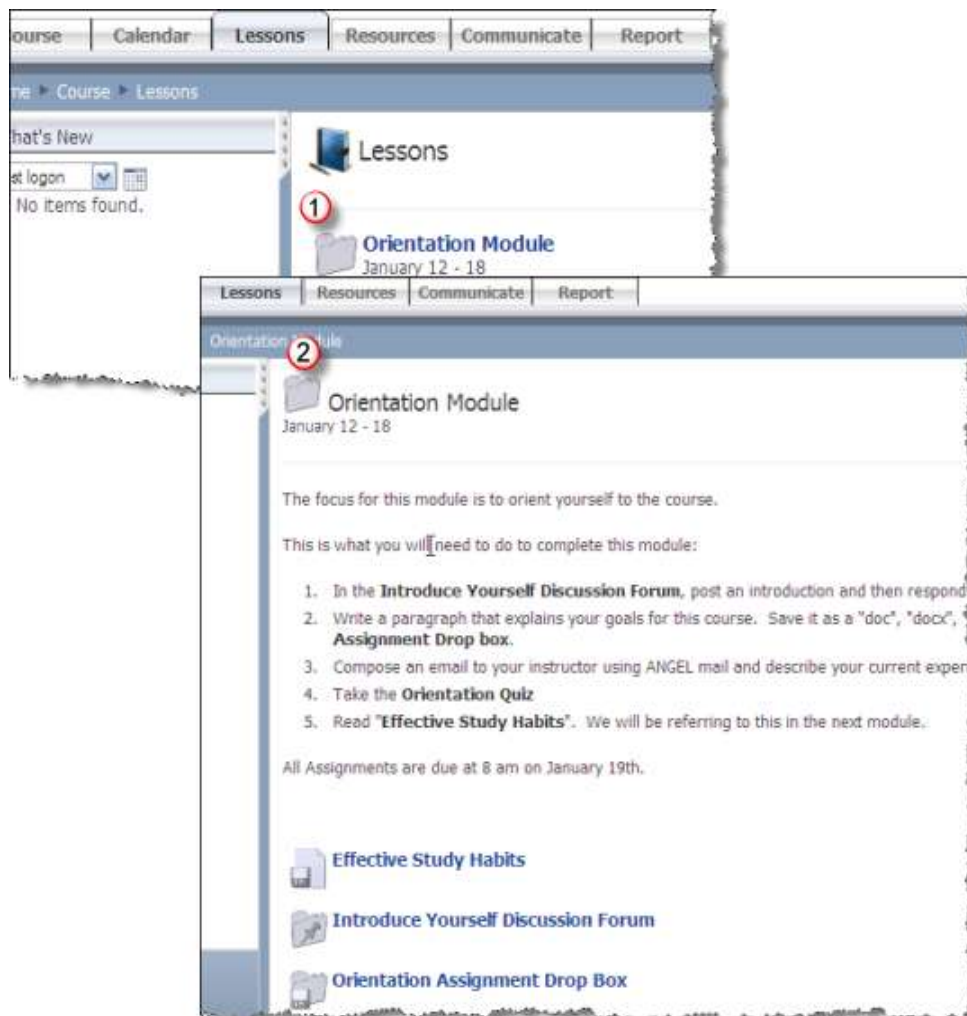 ourse Calendar Lessons Resources Communicate Report
me Course Lessons
hat's New
st logon
No items found.
Lessons
1
Orientation Module
January 12 - 18
Lessons Resources Communicate Report
Orientation Module
2
Orientation Module
January 12 - 18
The focus for this module is to orient yourself to the course.
This is what you will need to do to complete this module:
1. In the Introduce Yourself Discussion Forum, post an introduction and then respond
2. Write a paragraph that explains your goals for this course. Save it as a "doc", "docx", "
Assignment Drop box.
3. Compose an email to your instructor using ANGEL mail and describe your current exper
4. Take the Orientation Quiz
5. Read "Effective Study Habits". We will be referring to this in the next module.
All Assignments are due at 8 am on January 19th.
Effective Study Habits
Introduce Yourself Discussion Forum
Orientation Assignment Drop Box